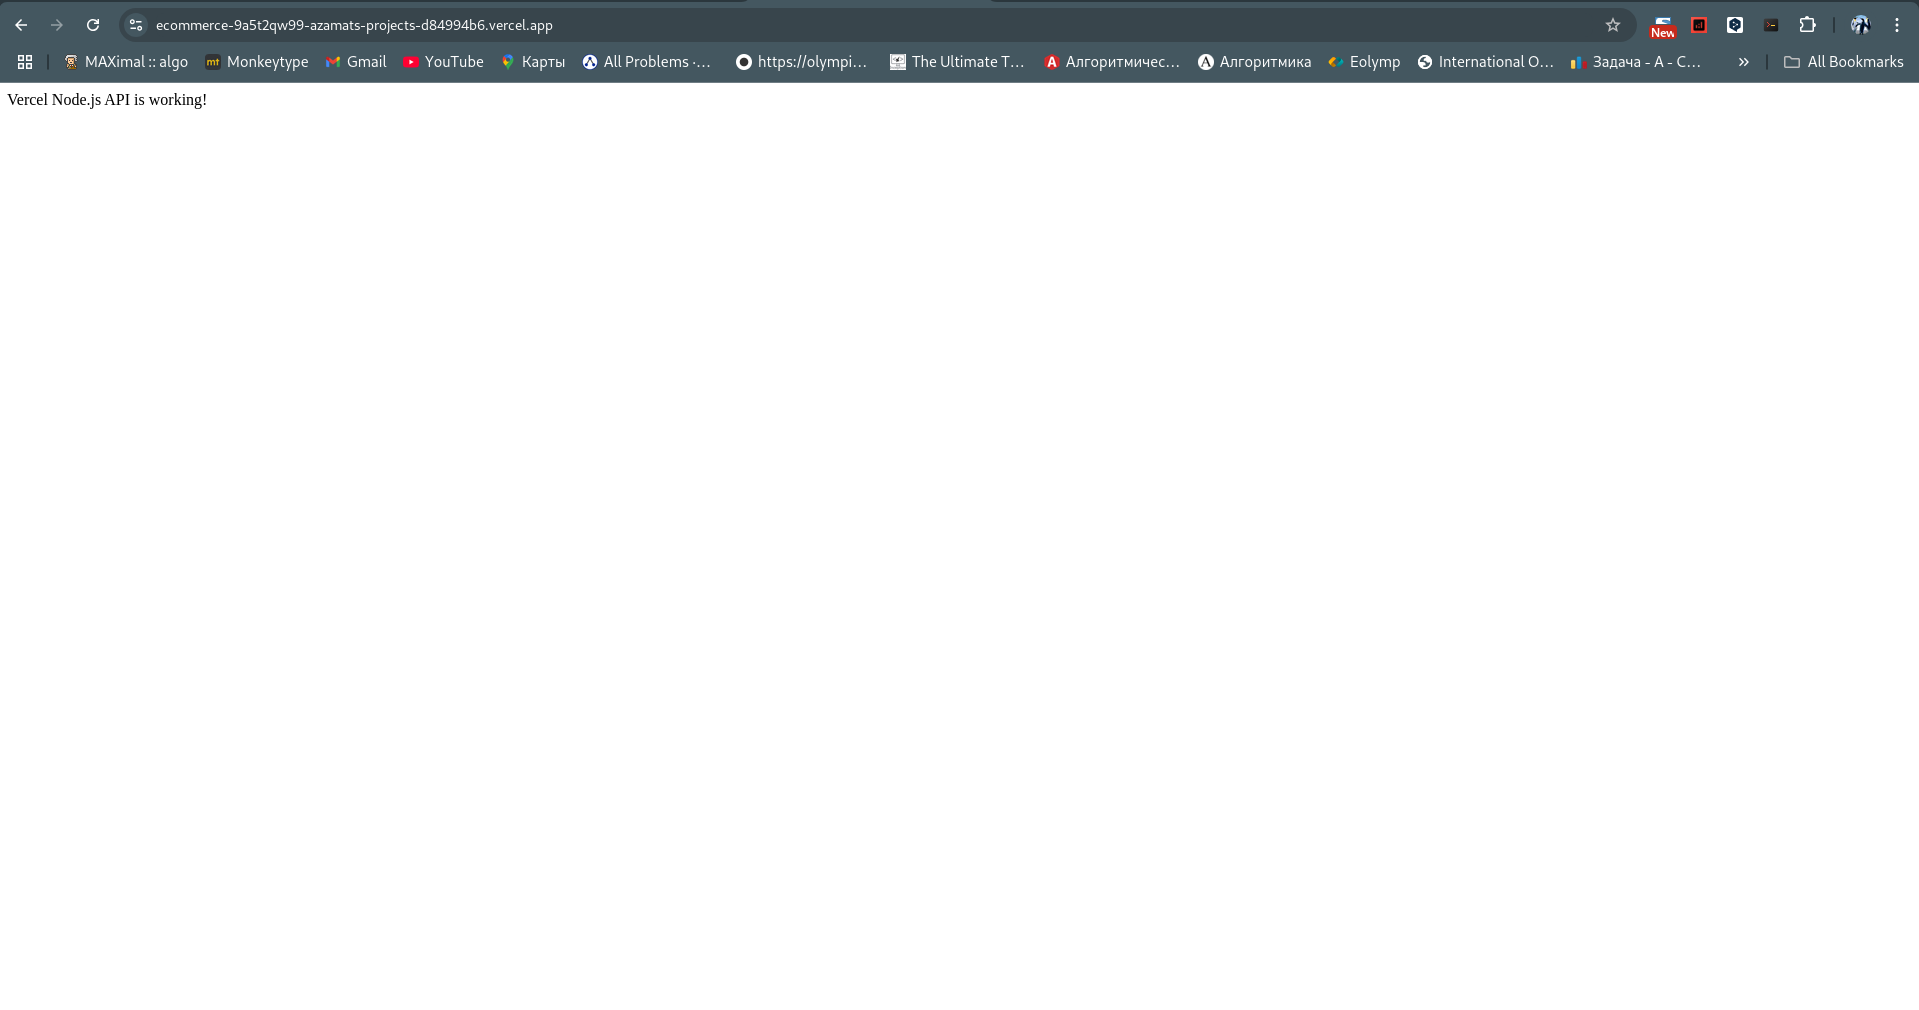 ecommerce-9a5t2qw99-azamats-projects-d84994b6.vercel.app
New
MAXimal :: algo
mt
Monkeytype
Gmail
YouTube
Карты
All Problems ·...
https://olympi...
The Ultimate T...
Алгоритмичес...
Алгоритмика
Eolymp
International O...
Задача - A - C...
All Bookmarks
Vercel Node.js API is working!